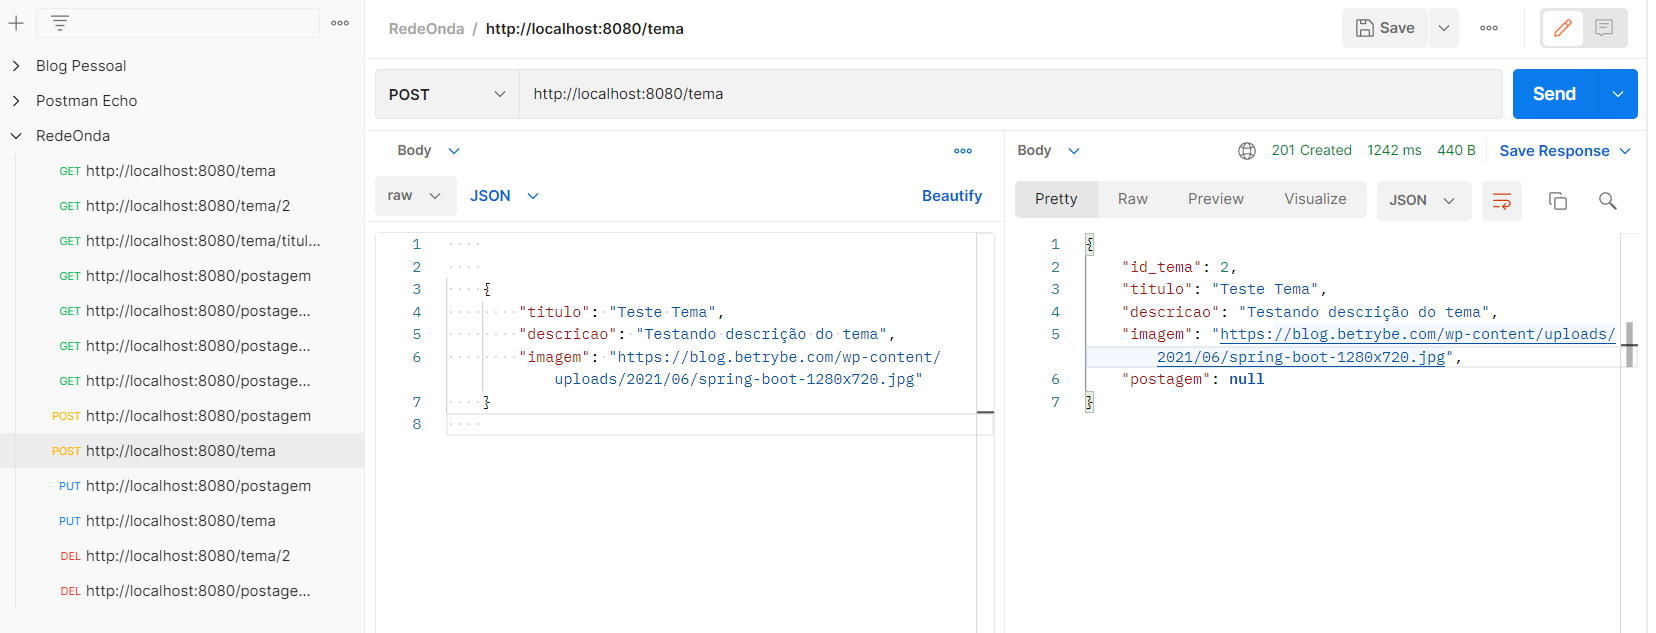 Blog Pessoal
Postman Echo
RedeOnda
GET http://localhost:8080/tema
GET http://localhost:8080/tema/2
GET http://localhost:8080/tema/titul...
GET http://localhost:8080/postagem
GET http://localhost:8080/postage...
GET http://localhost:8080/postage...
GET http://localhost:8080/postage...
POST http://localhost:8080/postagem
POST http://localhost:8080/tema
PUT http://localhost:8080/postagem
PUT http://localhost:8080/tema
DEL http://localhost:8080/tema/2
DEL http://localhost:8080/postage...
RedeOnda / http://localhost:8080/tema
Save
POST http://localhost:8080/tema
Send
Body
raw JSON Beautify
1
2
3 {
4 "titulo": "Teste Tema",
5 "descricao": "Testando descrição do tema",
6 "imagem": "https://blog.betrybe.com/wp-content/
uploads/2021/06/spring-boot-1280x720.jpg"
7 }
8
Body 201 Created 1242 ms 440 B Save Response
Pretty Raw Preview Visualize JSON
1 {
2 "id_tema": 2,
3 "titulo": "Teste Tema",
4 "descricao": "Testando descrição do tema",
5 "imagem": "https://blog.betrybe.com/wp-content/uploads/
2021/06/spring-boot-1280x720.jpg",
6 "postagem": null
7 }